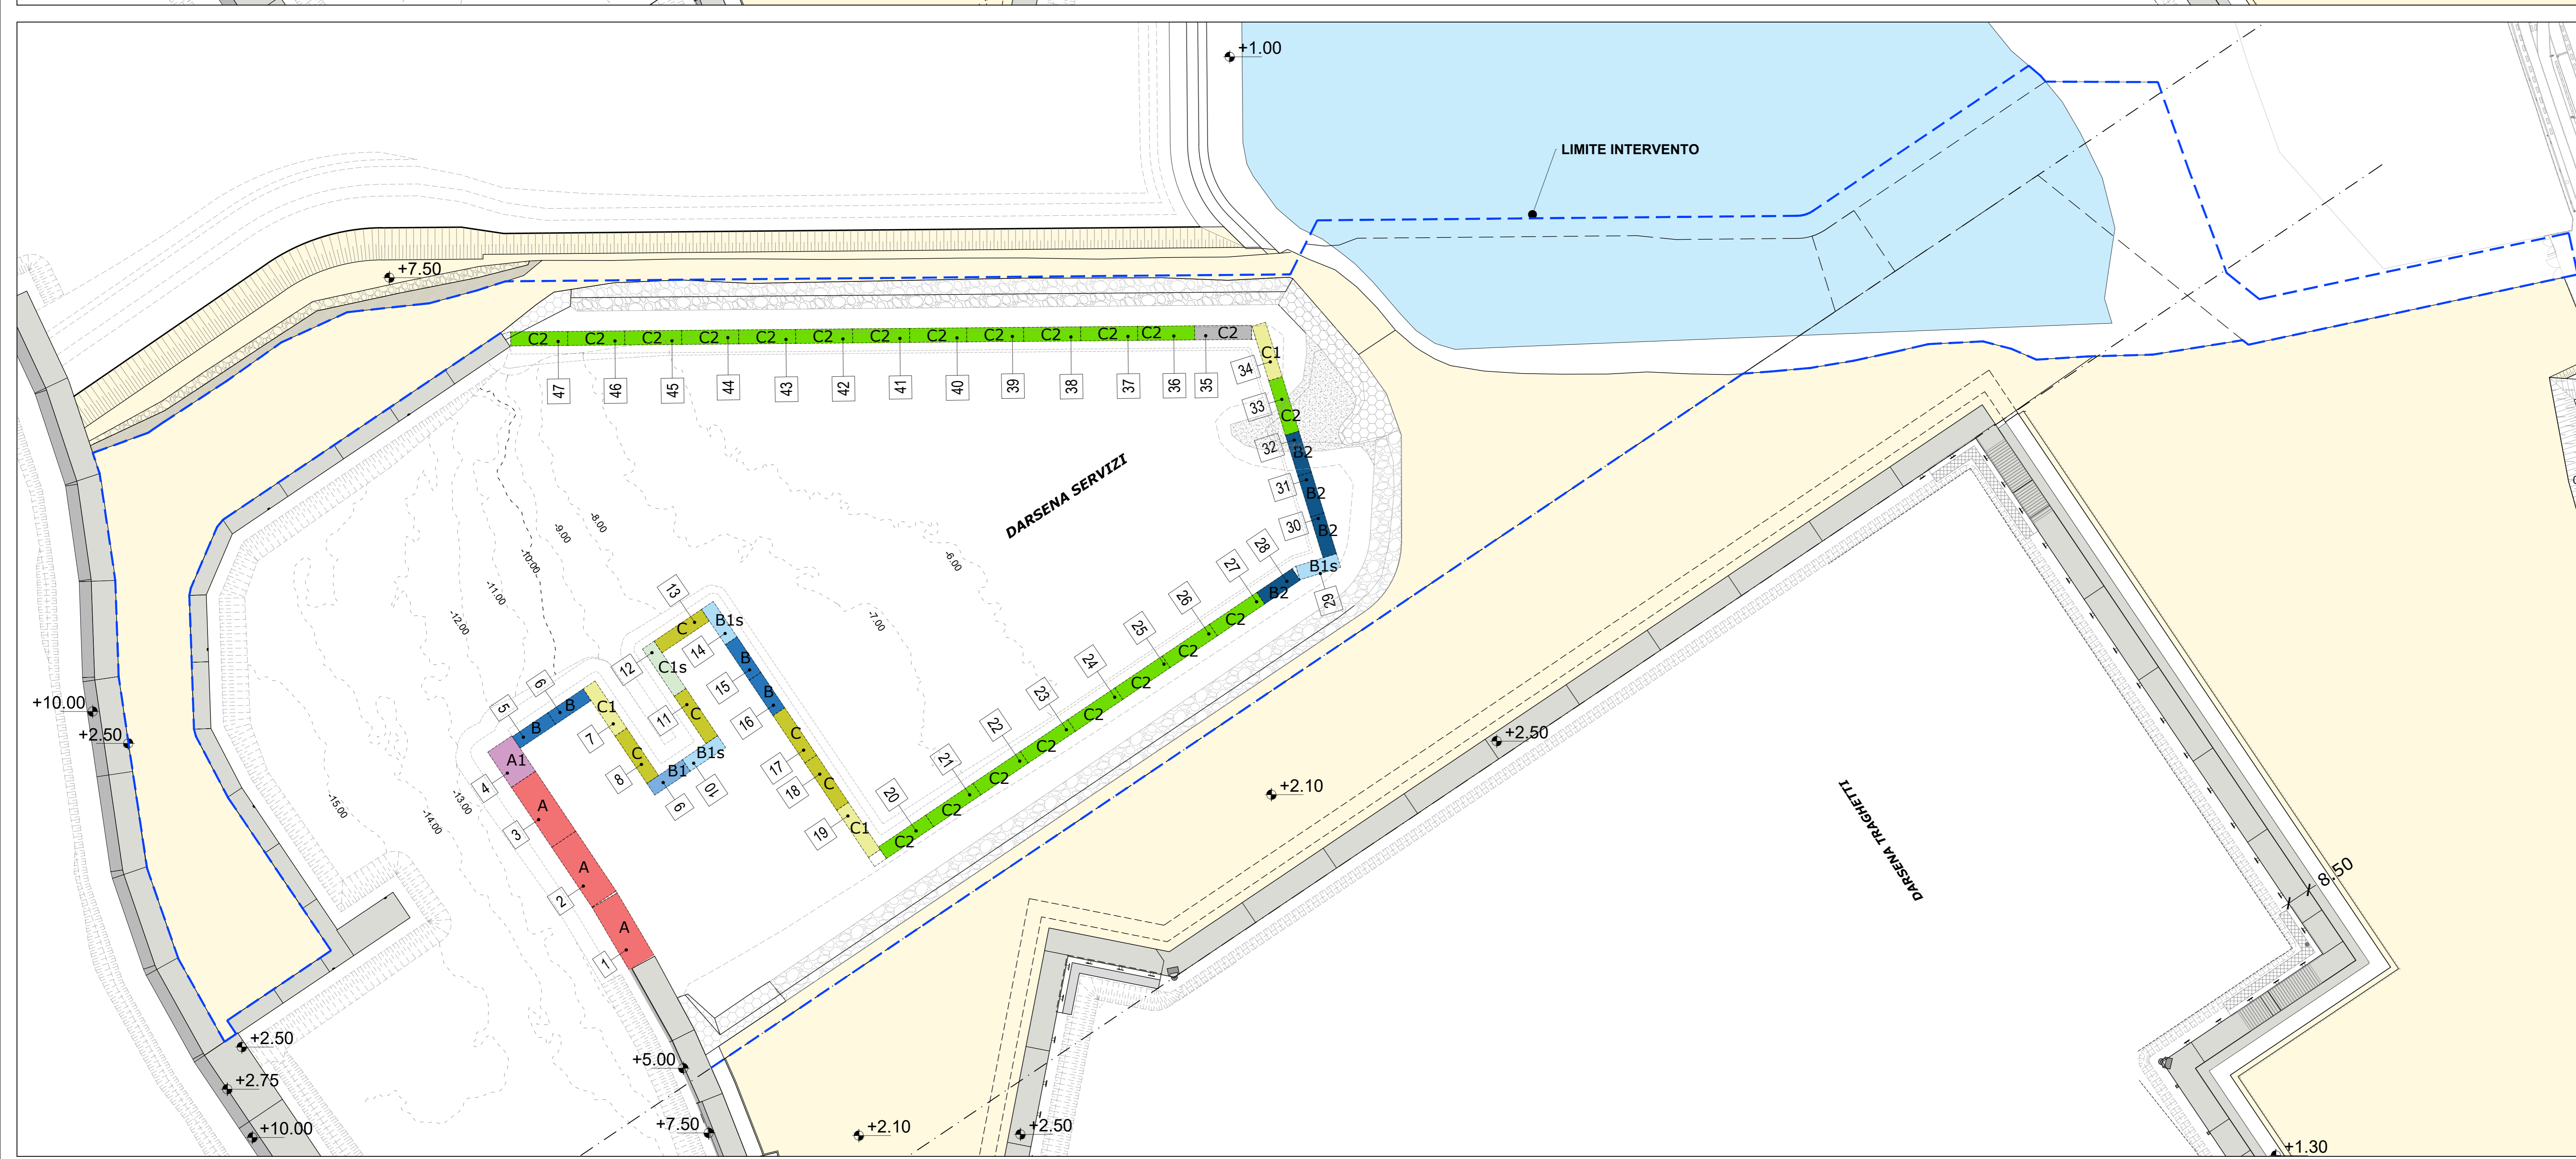 +1.00
LIMITE INTERVENTO
+7.50
C2 C2 C2 C2 C2 C2 C2 C2 C2 C2 C2 C2 C2
47 46 45 44 43 42 41 40 39 38 37 36 35
C1
34
33
C2
32
B2
31
B2
30
B2
DARSENA SERVIZI
-8.00
-9.00
-10.00
-11.00
-12.00
-6.00
-7.00
28
27
B2
B1s
29
26
C2
25
C2
24
C2
23
C2
22
C2
21
C2
20
C2
C2
13
C
B1s
14
12
C1s
B
15
B
16
11
C
6
5
B
B
C1
7
C
8
B1s
B1
10
9
C
17
18
C
19
C1
A1
4
A
3
A
2
A
1
-13.00
-14.00
-15.00
+10.00
+2.50
+2.50
+2.10
DARSENA TRAGHETTI
8.50
+2.50
+2.75
+10.00
+5.00
+7.50
+2.10
+2.50
+1.30